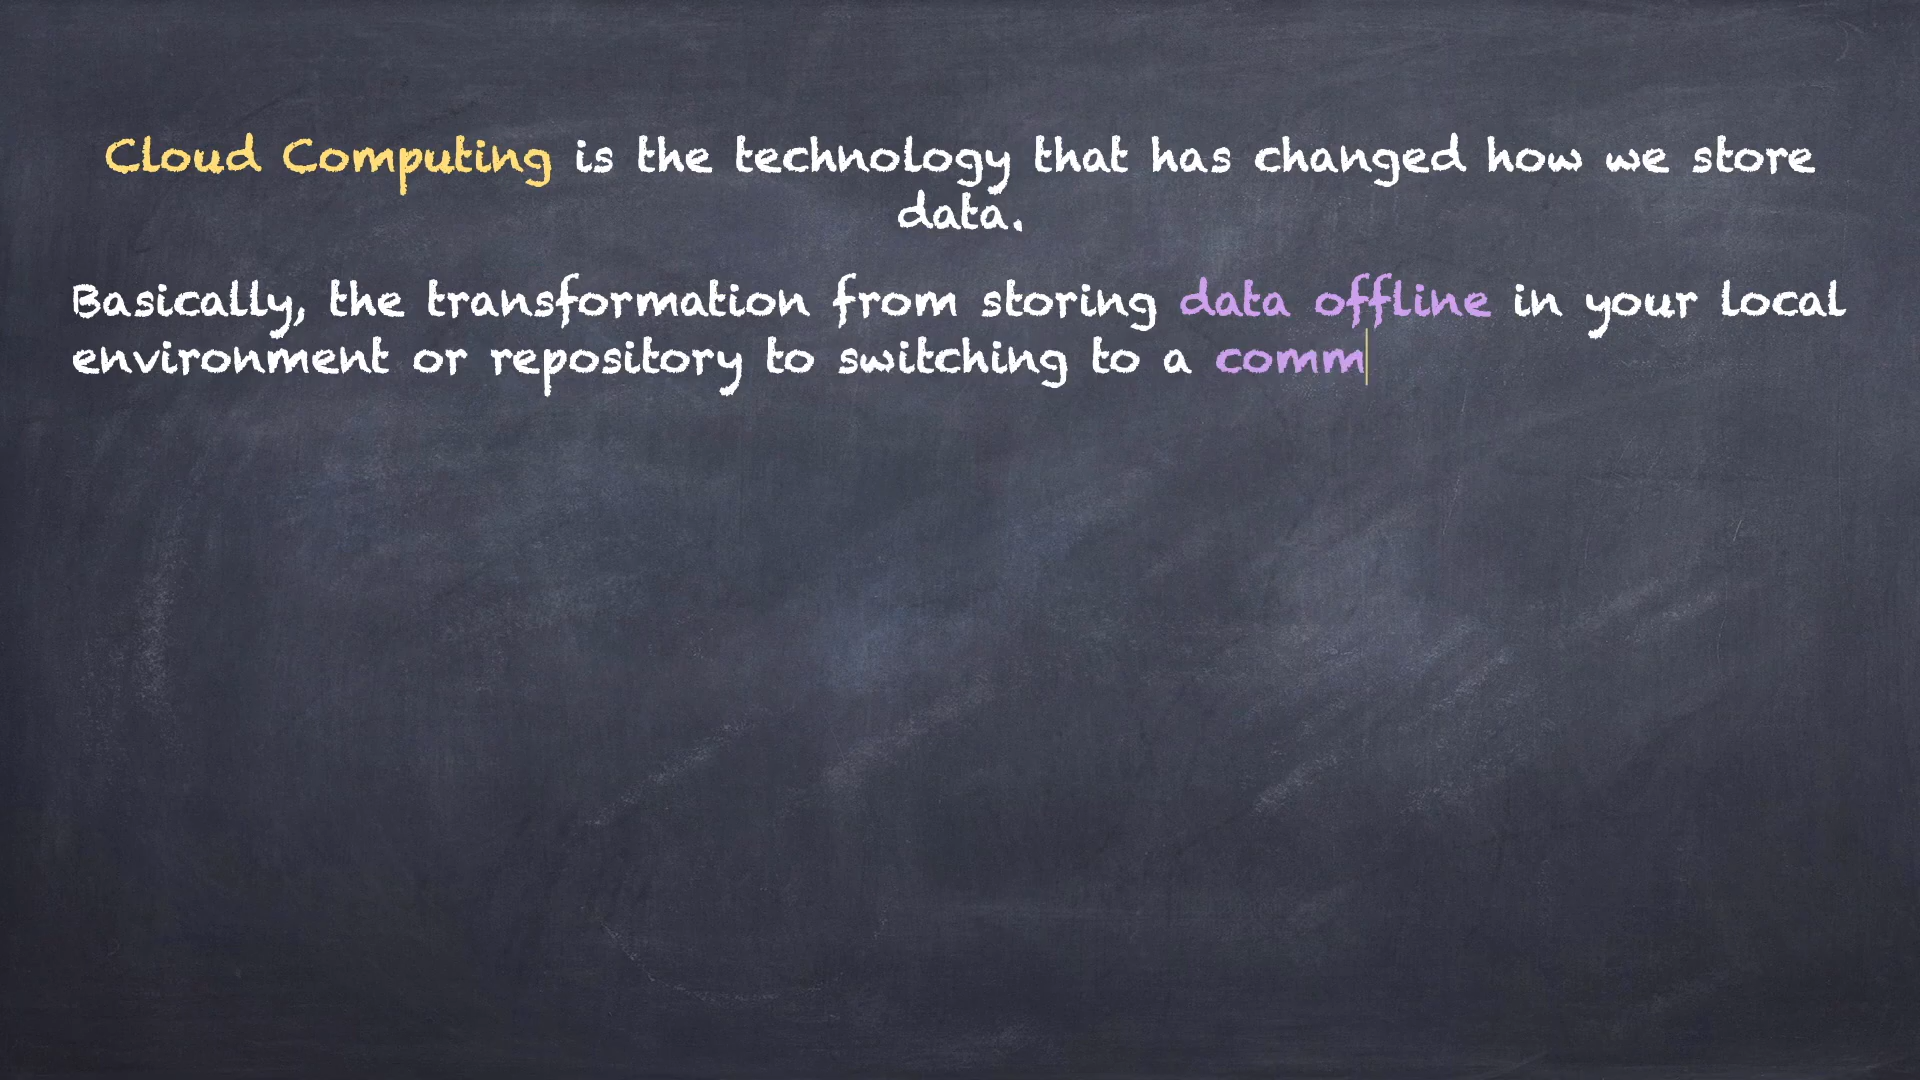 Cloud Computing is the technology that has changed how we store
data.
Basically, the transformation from storing data offline in your local
environment or repository to switching to a comm